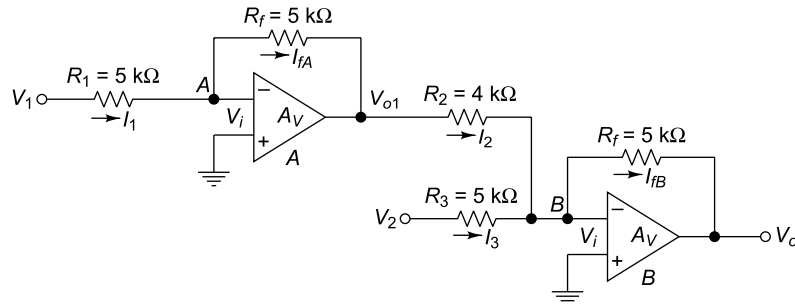 R_f = 5 kΩ
I_fA
R_1 = 5 kΩ
A
V_1
I_1
V_i
−
+
A_V
A
V_o1
R_2 = 4 kΩ
I_2
R_f = 5 kΩ
I_fB
R_3 = 5 kΩ
B
V_2
I_3
V_i
−
+
A_V
B
V_o